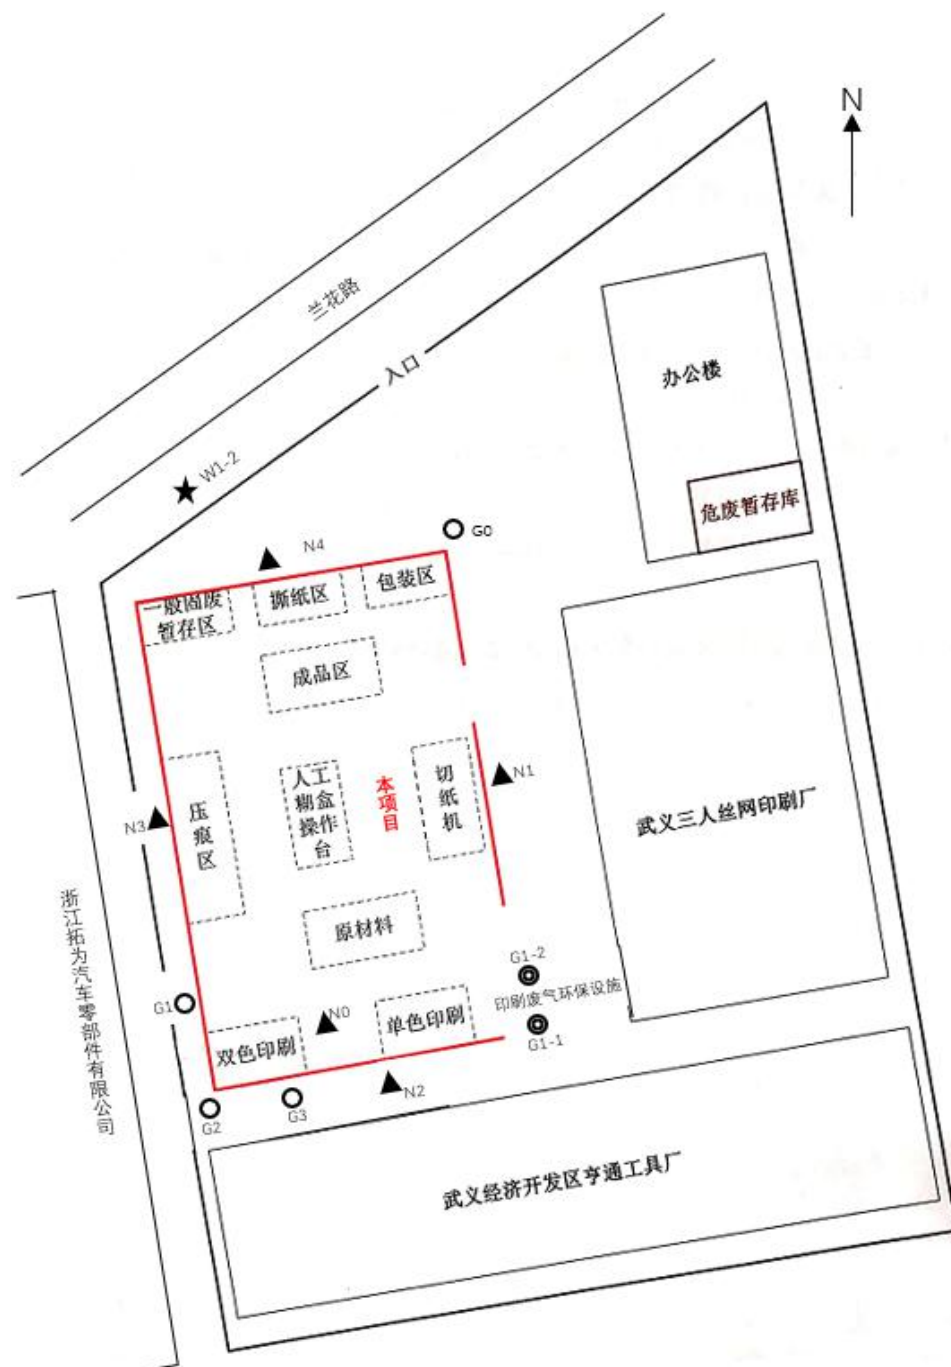 N
兰花路
入口
办公楼
W1-2
危废暂存库
G0
N4
一般固废
暂存区
撕纸区
包装区
成品区
N1
切
纸
机
人工
糊盒
操作
台
本
项
目
N3
压
痕
区
武义三人丝网印刷厂
原材料
浙江拓为汽车零部件有限公司
G1-2
印刷废气环保设施
G1-1
G1
N0
双色印刷
单色印刷
N2
G3
G2
武义经济开发区亨通工具厂